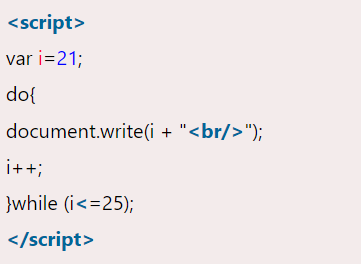 <script>
var i=21;
do{
document.write(i + "<br/>");
i++;
}while (i<=25);
</script>